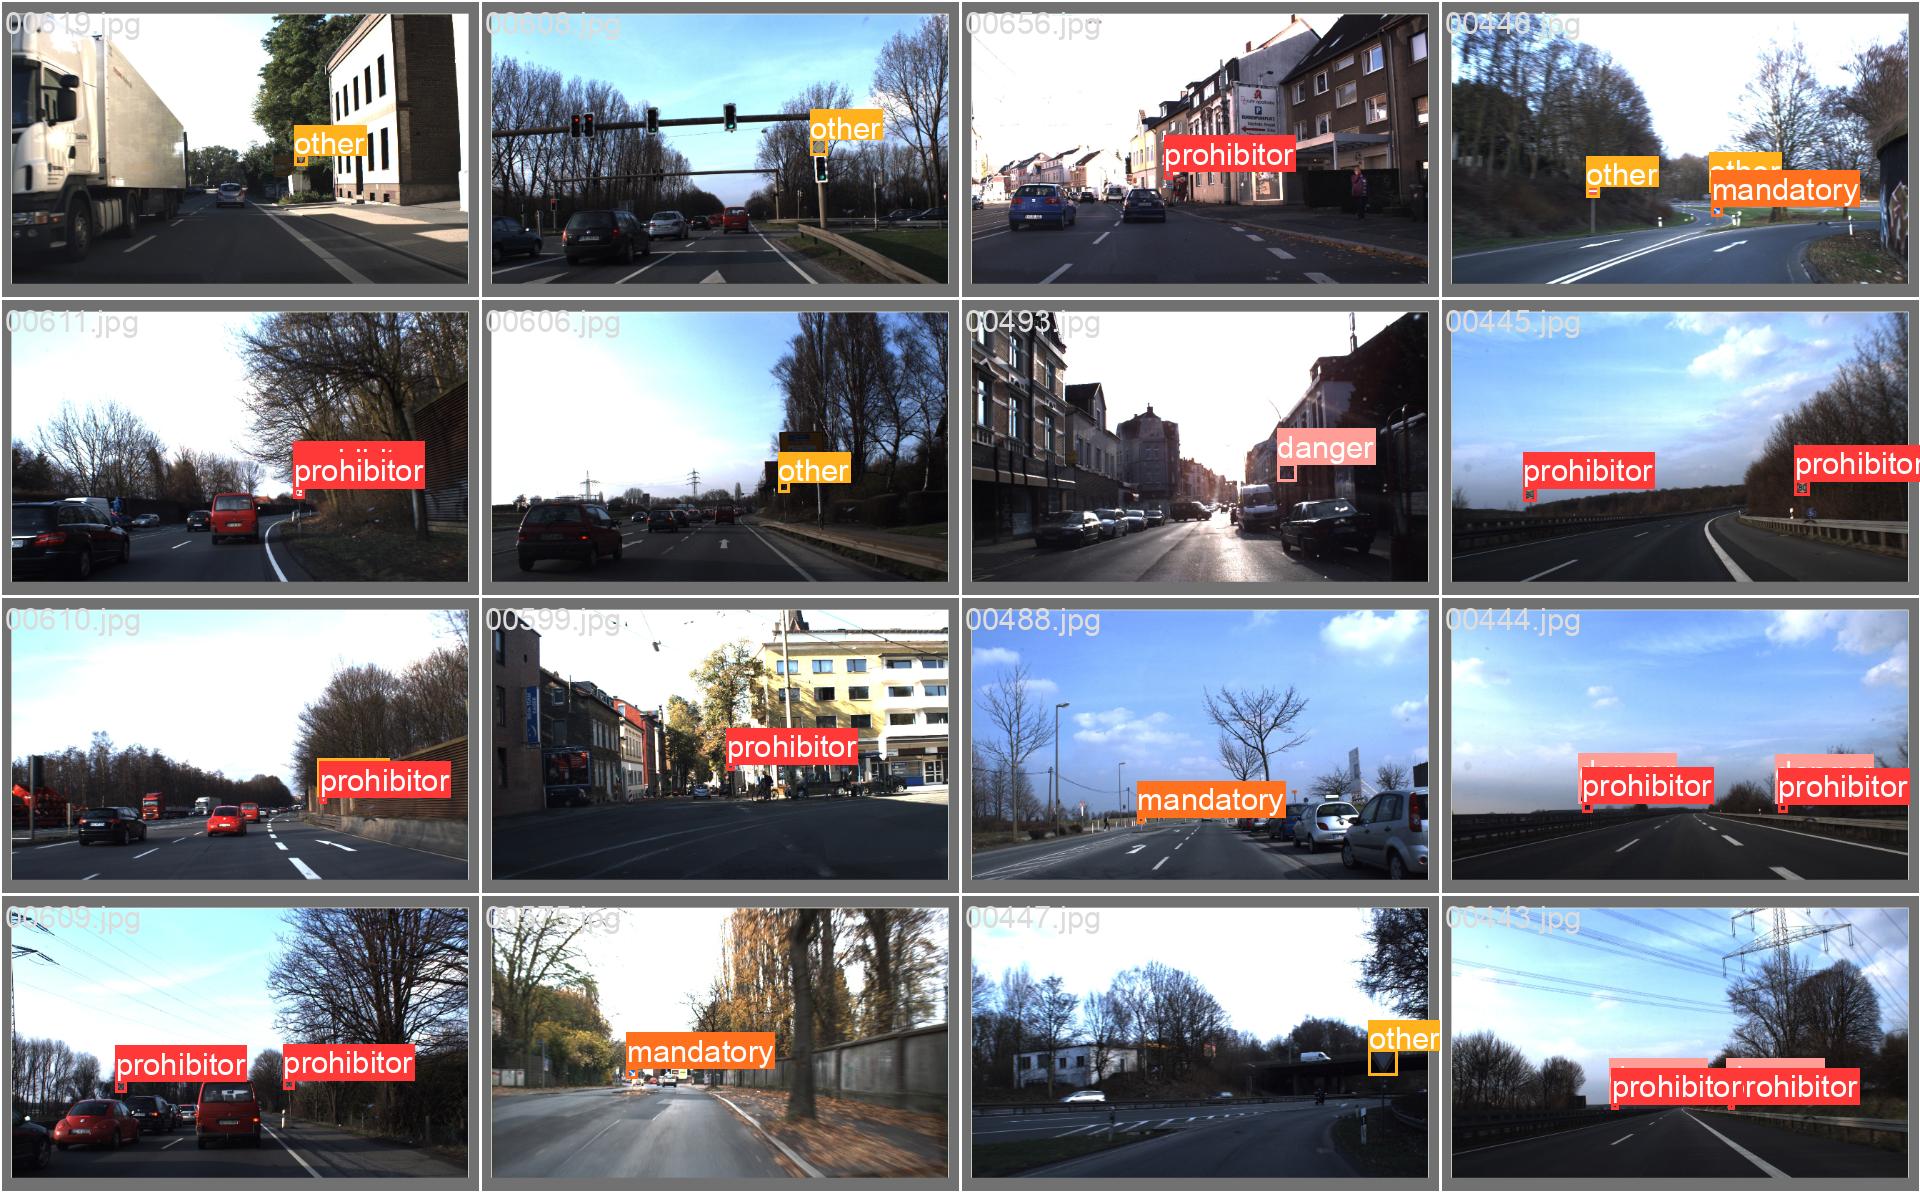 00619.jpg
other
00608.jpg
other
00656.jpg
prohibitor
00446.jpg
other
other
mandatory
00611.jpg
prohibitor
00606.jpg
other
00493.jpg
danger
00445.jpg
prohibitor
prohibitor
00610.jpg
prohibitor
00599.jpg
prohibitor
00488.jpg
mandatory
00444.jpg
prohibitor
prohibitor
00609.jpg
prohibitor
prohibitor
mandatory
00447.jpg
other
00443.jpg
prohibitor
rohibitor